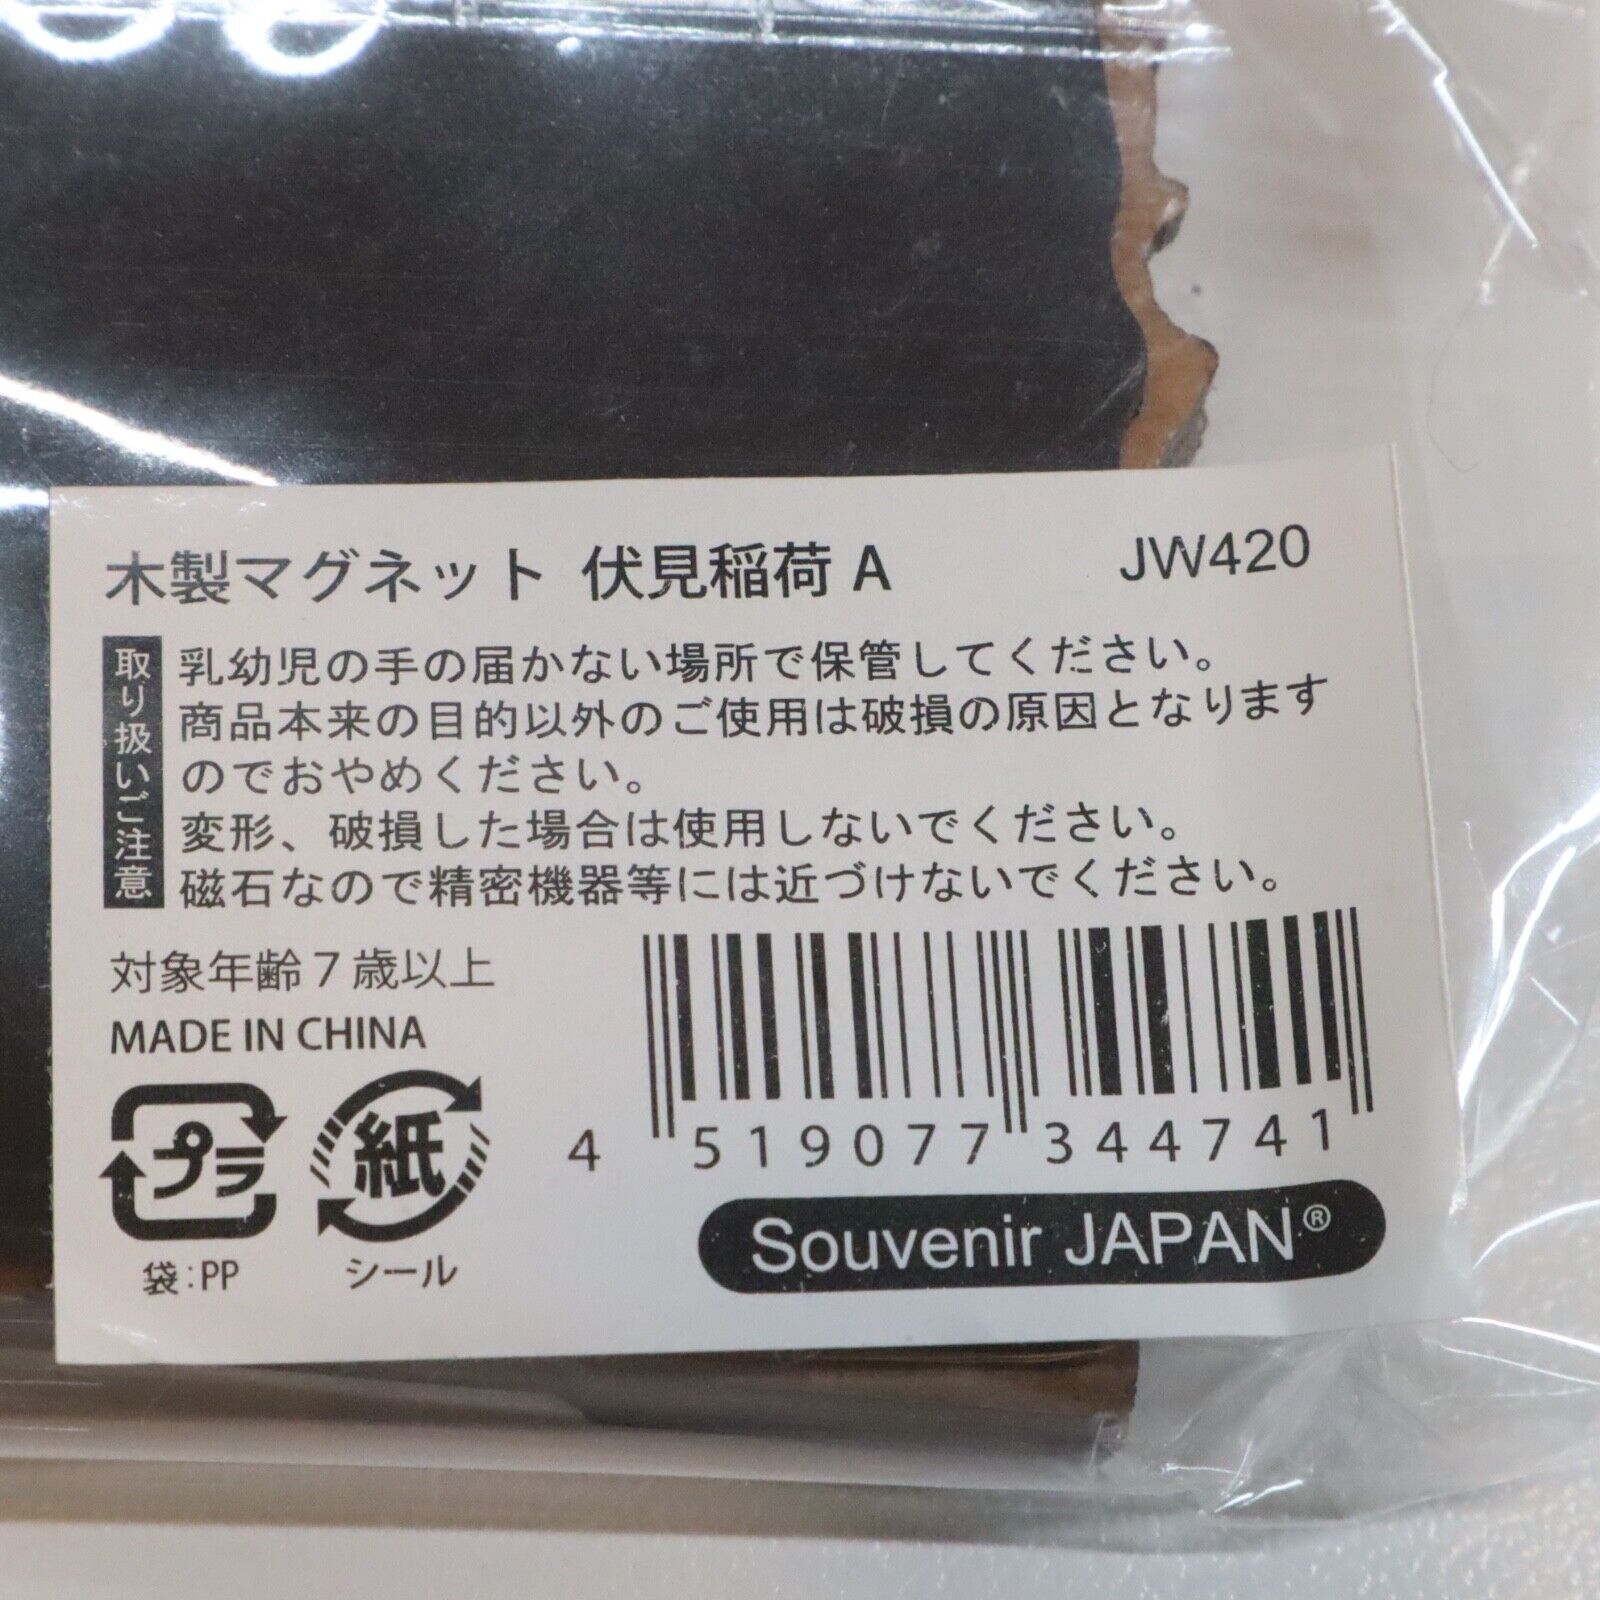 木製マグネット 伏見稲荷 A JW420
取り扱いご注意
乳幼児の手の届かない場所で保管してください。
商品本来の目的以外のご使用は破損の原因となります
のでおやめください。
変形、破損した場合は使用しないでください。
磁石なので精密機器等には近づけないでください。
対象年齢7歳以上
MADE IN CHINA
プラ
袋:PP
紙
シール
4 519077 344741
Souvenir JAPAN®